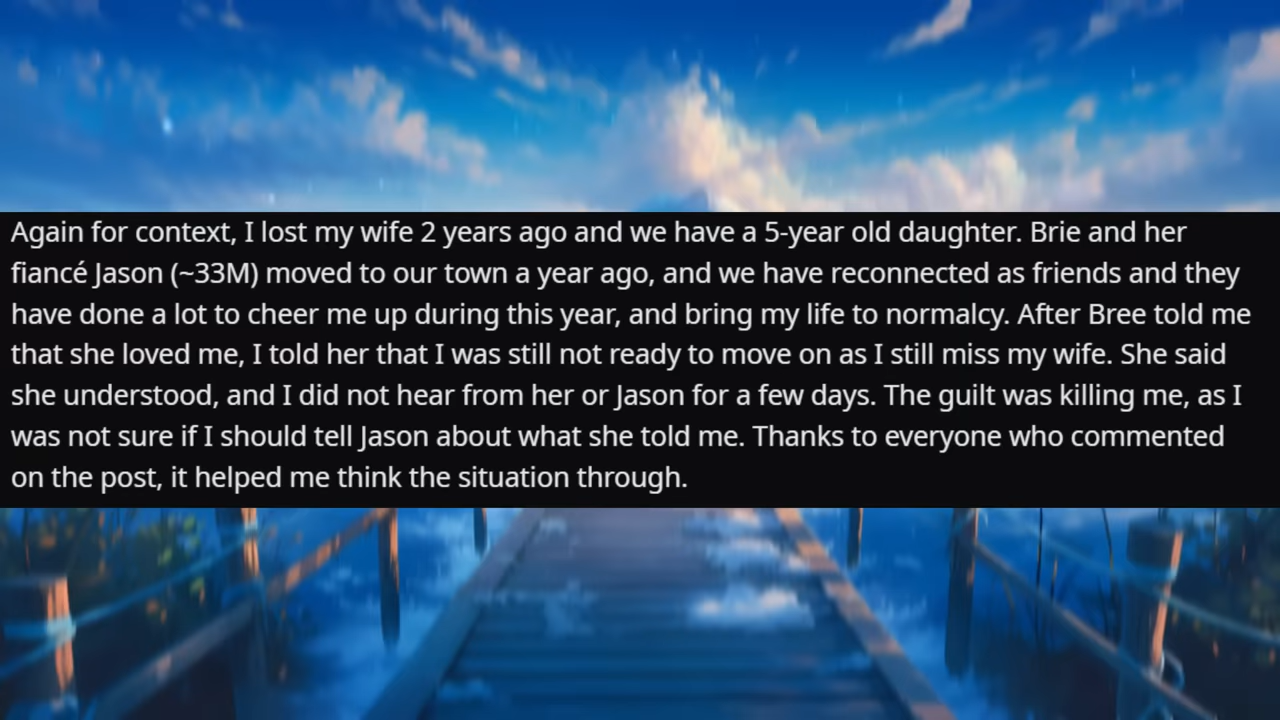 Again for context, I lost my wife 2 years ago and we have a 5-year old daughter. Brie and her
fiancé Jason (~33M) moved to our town a year ago, and we have reconnected as friends and they
have done a lot to cheer me up during this year, and bring my life to normalcy. After Bree told me
that she loved me, I told her that I was still not ready to move on as I still miss my wife. She said
she understood, and I did not hear from her or Jason for a few days. The guilt was killing me, as I
was not sure if I should tell Jason about what she told me. Thanks to everyone who commented
on the post, it helped me think the situation through.